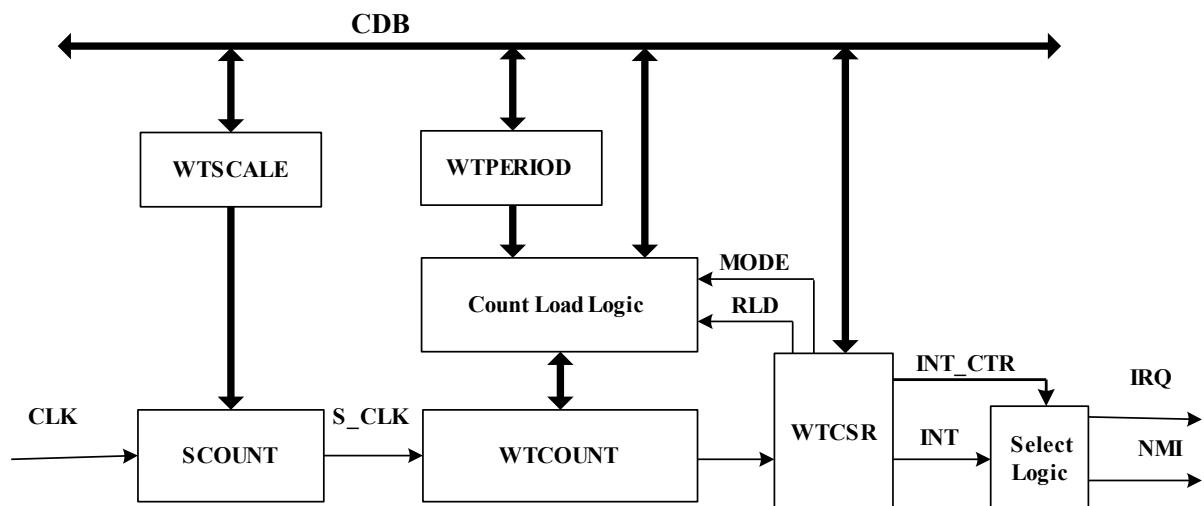 CDB
WTSCALE
WTPERIOD
MODE
Count Load Logic
RLD
INT_CTR
IRQ
CLK
S_CLK
SCOUNT
WTCOUNT
WTCSR
INT
Select
Logic
NMI